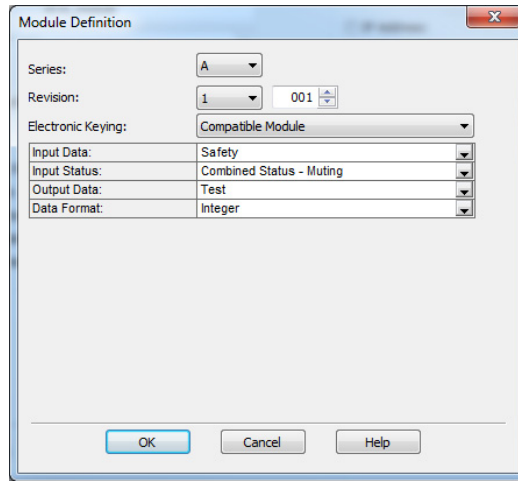 Module Definition
Series: A
Revision: 1 001
Electronic Keying: Compatible Module
Input Data: Safety
Input Status: Combined Status - Muting
Output Data: Test
Data Format: Integer
OK Cancel Help